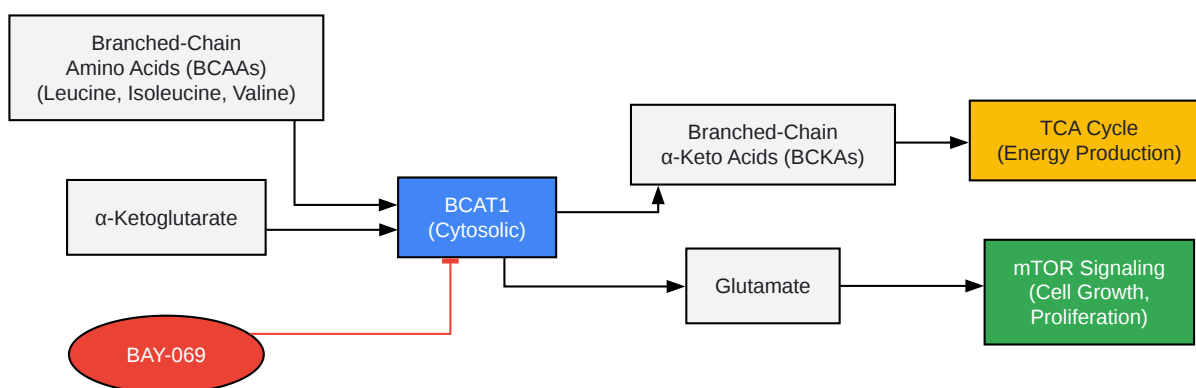 Branched-Chain
Amino Acids (BCAAs)
(Leucine, Isoleucine, Valine)
α-Ketoglutarate
BAY-069
BCAT1
(Cytosolic)
Branched-Chain
α-Keto Acids (BCKAs)
Glutamate
TCA Cycle
(Energy Production)
mTOR Signaling
(Cell Growth,
Proliferation)